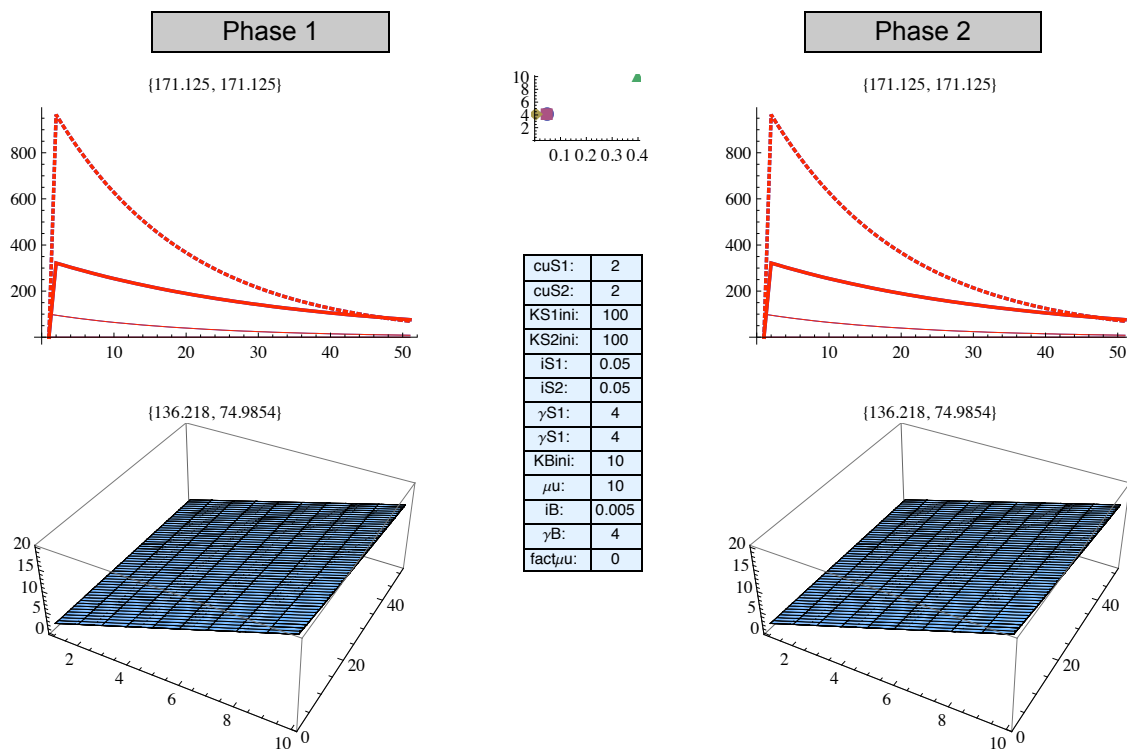 Phase 1
Phase 2
{171.125, 171.125}
800
600
400
200
10 20 30 40 50
10
8
6
4
2
0.1 0.2 0.3 0.4
{171.125, 171.125}
800
600
400
200
10 20 30 40 50
cuS1: 2
cuS2: 2
KS1ini: 100
KS2ini: 100
iS1: 0.05
iS2: 0.05
γS1: 4
γS1: 4
KBini: 10
μu: 10
iB: 0.005
γB: 4
factμu: 0
{136.218, 74.9854}
20
15
10
5
0
2
4
6
8
10
0
20
40
{136.218, 74.9854}
20
15
10
5
0
2
4
6
8
10
0
20
40